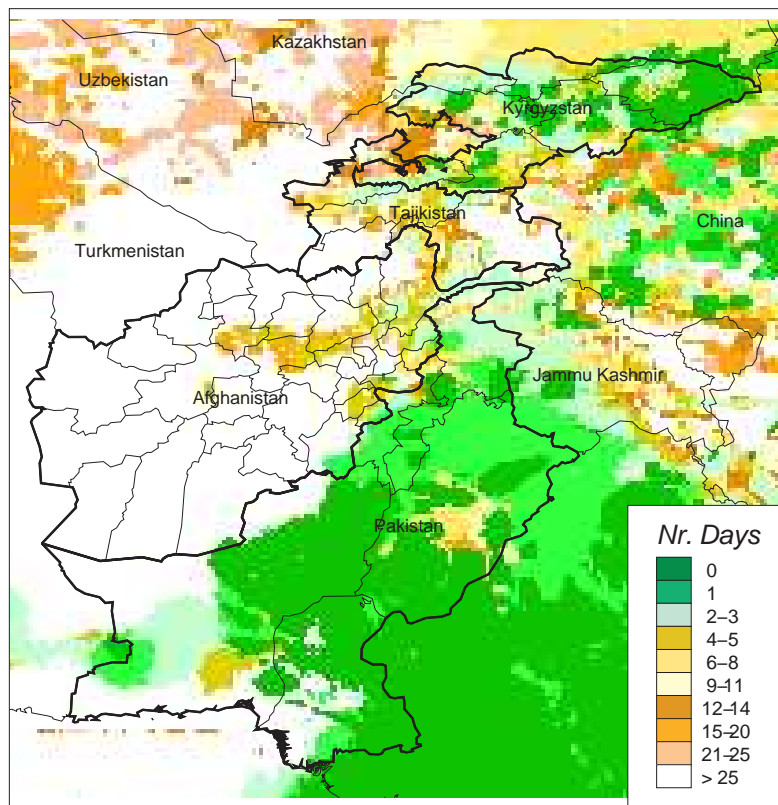 Kazakhstan
Uzbekistan
Kyrgyzstan
Tajikistan
China
Turkmenistan
Jammu Kashmir
Afghanistan
Pakistan
Nr. Days
0
1
2–3
4–5
6–8
9–11
12–14
15–20
21–25
> 25